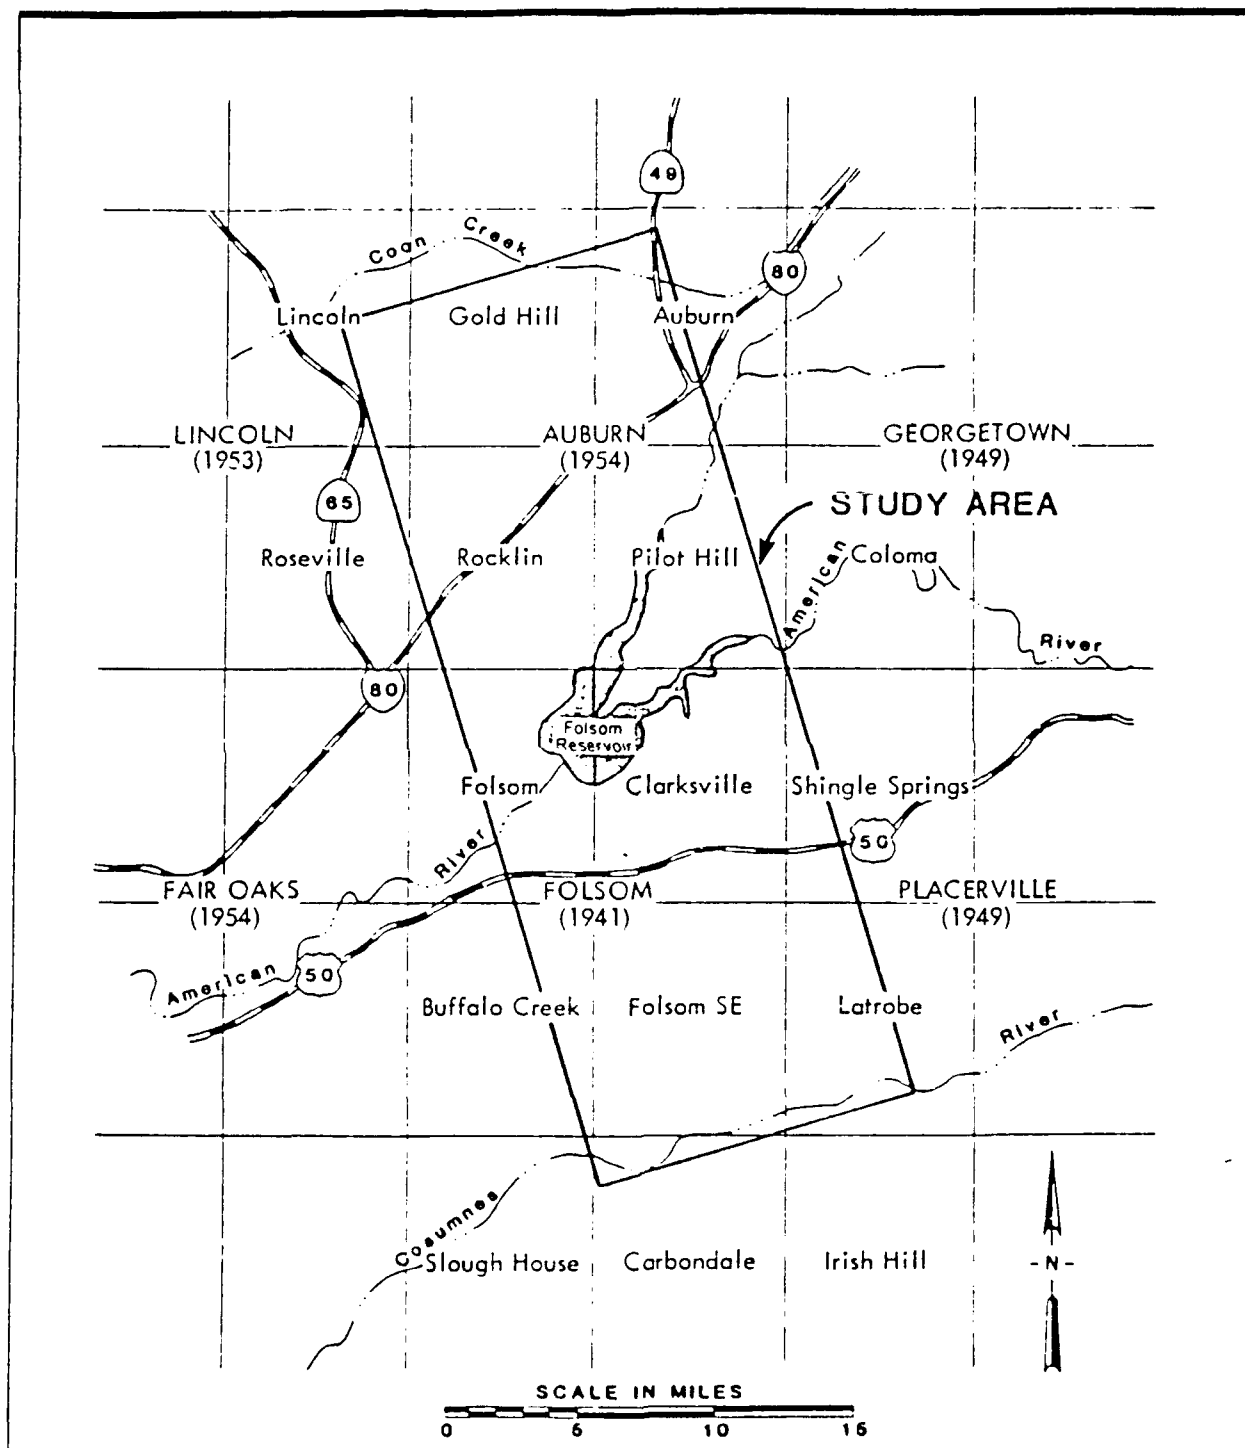 49
Coan Creek
80
Lincoln
Gold Hill
Auburn
LINCOLN
(1953)
AUBURN
(1954)
GEORGETOWN
(1949)
65
STUDY AREA
Roseville
Rocklin
Pilot Hill
American
Coloma
River
80
Folsom
Reservoir
Folsom
Clarksville
Shingle Springs
River
50
FAIR OAKS
(1954)
FOLSOM
(1941)
PLACERVILLE
(1949)
American
50
Buffalo Creek
Folsom SE
Latrobe
River
Cosumnes
Slough House
Carbondale
Irish Hill
-N-
SCALE IN MILES
0 5 10 15